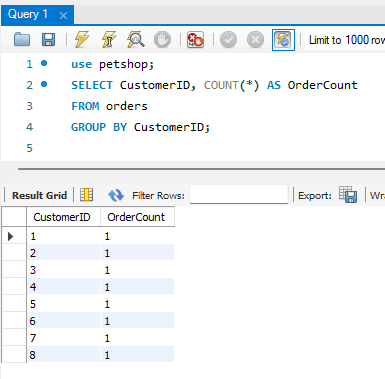 Query 1
Limit to 1000 row
1 use petshop;
2 SELECT CustomerID, COUNT(*) AS OrderCount
3 FROM orders
4 GROUP BY CustomerID;
5
Result Grid Filter Rows: Export: Wra
CustomerID OrderCount
1 1
2 1
3 1
4 1
5 1
6 1
7 1
8 1